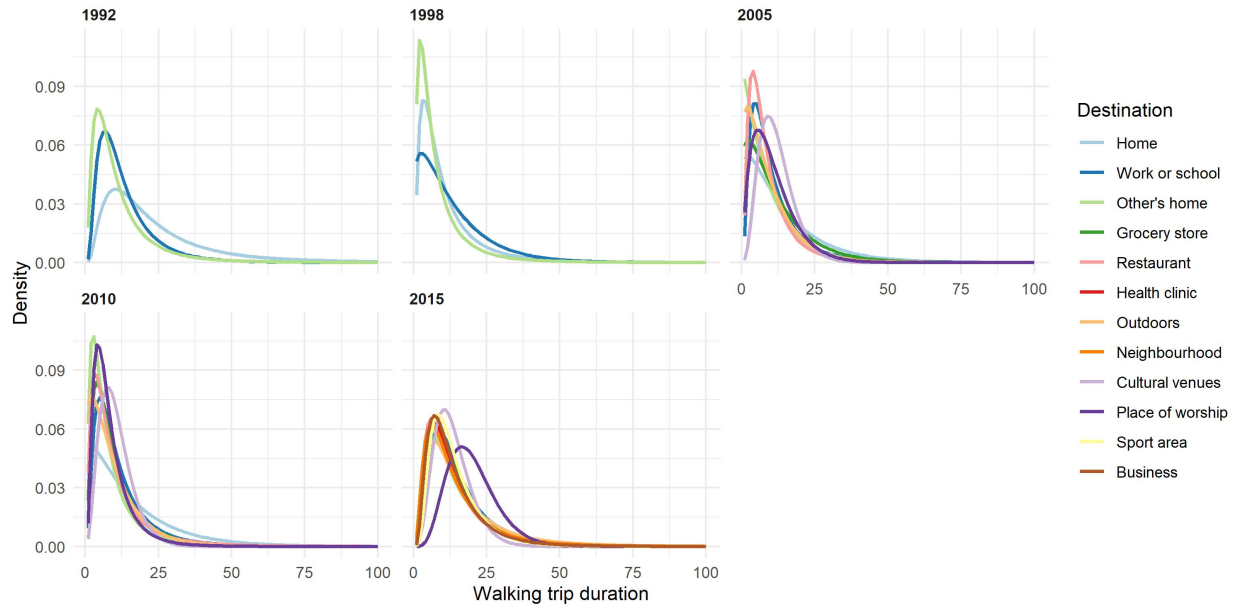 1992
1998
2005
Density
0.09
0.06
0.03
0.00
0 25 50 75 100
2010
2015
0.09
0.06
0.03
0.00
0 25 50 75 100
0 25 50 75 100
Walking trip duration
Destination
Home
Work or school
Other's home
Grocery store
Restaurant
Health clinic
Outdoors
Neighbourhood
Cultural venues
Place of worship
Sport area
Business